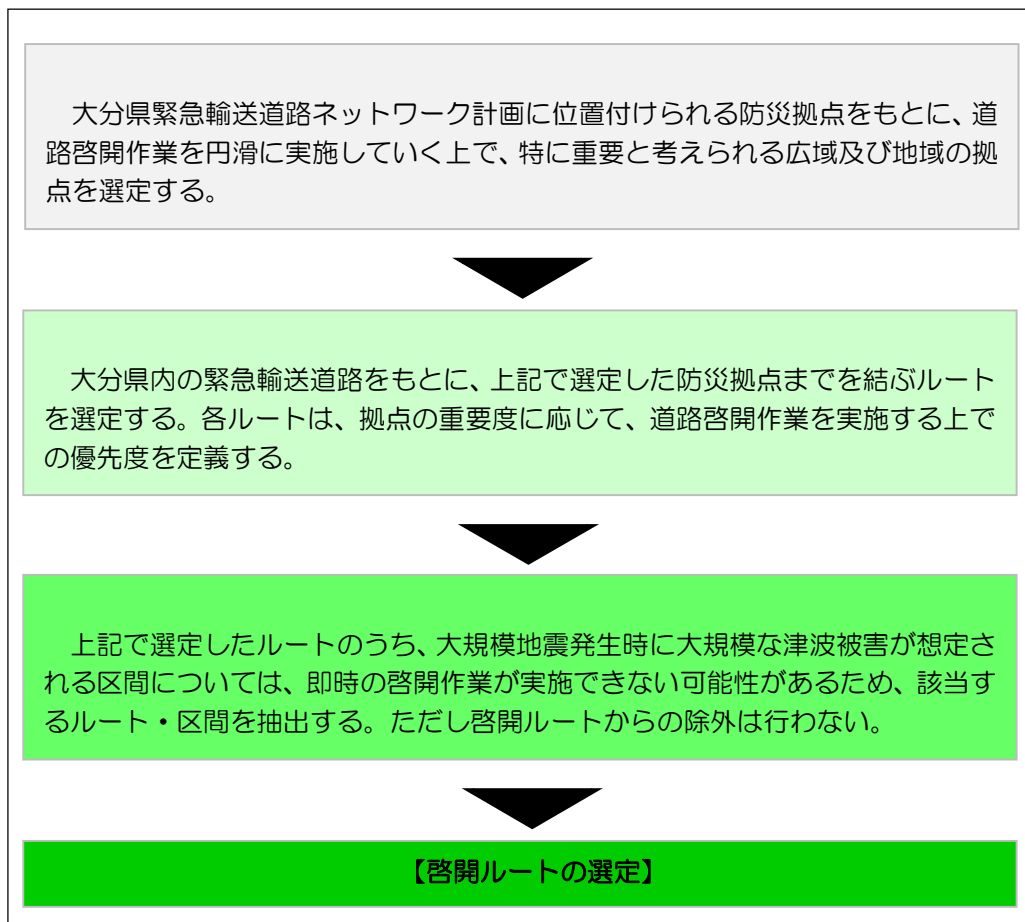 大分県緊急輸送道路ネットワーク計画に位置付けられる防災拠点をもとに、道
路啓開作業を円滑に実施していく上で、特に重要と考えられる広域及び地域の拠
点を選定する。
大分県内の緊急輸送道路をもとに、上記で選定した防災拠点までを結ぶルート
を選定する。各ルートは、拠点の重要度に応じて、道路啓開作業を実施する上で
の優先度を定義する。
上記で選定したルートのうち、大規模地震発生時に大規模な津波被害が想定さ
れる区間については、即時の啓開作業が実施できない可能性があるため、該当す
るルート・区間を抽出する。ただし啓開ルートからの除外は行わない。
【啓開ルートの選定】